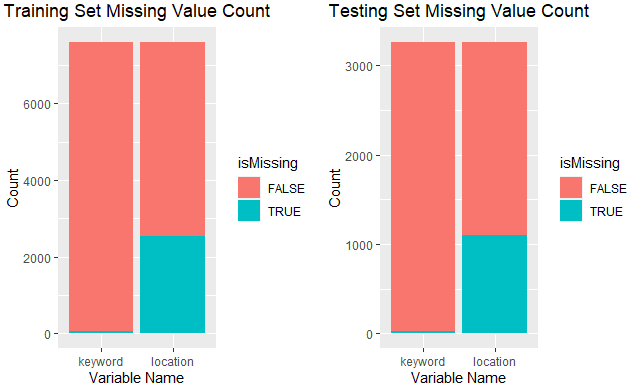 Training Set Missing Value Count
6000
4000
2000
0
Count
keyword location
Variable Name
isMissing
FALSE
TRUE
Testing Set Missing Value Count
3000
2000
1000
0
Count
keyword location
Variable Name
isMissing
FALSE
TRUE